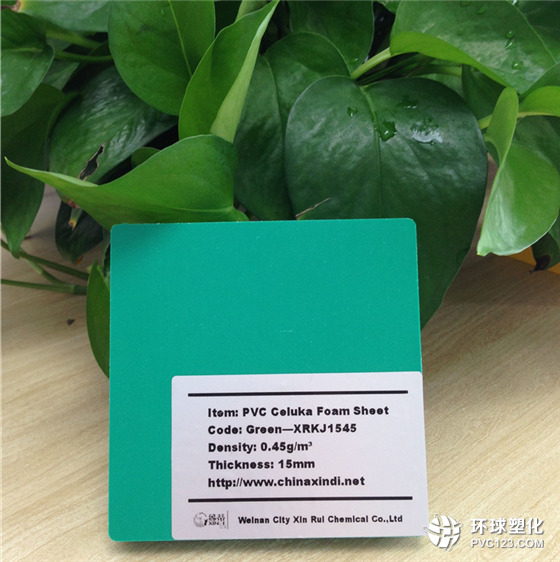 Item: PVC Celuka Foam Sheet
Code: Green—XRKJ1545
Density: 0.45g/m³
Thickness: 15mm
http://www.chinaxindi.net
XINDI
Weinan City Xin Rui Chemical Co.,Ltd
环球塑化
PVC123.COM